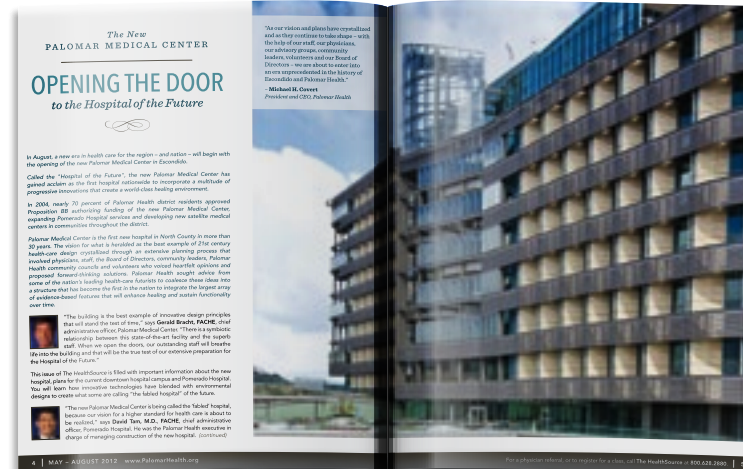 The New
PALOMAR MEDICAL CENTER
OPENING THE DOOR
to the Hospital of the Future
In August, a new era in health care for the region – and nation – will begin with
the opening of the new Palomar Medical Center in Escondido.
Called the "Hospital of the Future", the new Palomar Medical Center has
gained acclaim as the first hospital nationwide to incorporate a multitude of
progressive innovations that create a world-class healing environment.
In 2004, nearly 70 percent of Palomar Health district residents approved
Proposition BB authorizing funding of the new Palomar Medical Center,
expanding Pomerado Hospital services and developing new satellite medical
centers in communities throughout the district.
Palomar Medical Center is the first new hospital in North County in more than
30 years. The vision for what is heralded as the best example of 21st century
health-care design crystallized through an extensive planning process that
involved physicians, staff, the Board of Directors, community leaders, Palomar
Health community councils and volunteers who voiced heartfelt opinions and
proposed forward-thinking solutions. Palomar Health sought advice from
some of the nation's leading health-care futurists to coalesce these ideas into
a structure that has become the first in the nation to integrate the largest array
of evidence-based features that will enhance healing and sustain functionality
over time.
"The building is the best example of innovative design principles
that will stand the test of time," says Gerald Bracht, FACHE, chief
administrative officer, Palomar Medical Center. "There is a symbiotic
relationship between this state-of-the-art facility and the superb
staff. When we open the doors, our outstanding staff will breathe
life into the building and that will be the true test of our extensive preparation for
the Hospital of the Future."
This issue of The HealthSource is filled with important information about the new
hospital, plans for the current downtown hospital campus and Pomerado Hospital.
You will learn how innovative technologies have blended with environmental
designs to create what some are calling "the fabled hospital" of the future.
"The new Palomar Medical Center is being called the 'fabled' hospital,
because our vision for a higher standard for health care is about to
be realized," says David Tam, M.D., FACHE, chief administrative
officer, Pomerado Hospital. He was the Palomar Health executive in
charge of managing construction of the new hospital. (continued)
4 | MAY – AUGUST 2012 www.PalomarHealth.org
"As our vision and plans have crystallized
and as they continue to take shape – with
the help of our staff, our physicians,
our advisory groups, community
leaders, volunteers and our Board of
Directors – we are about to enter into
an era unprecedented in the history of
Escondido and Palomar Health."
– Michael H. Covert
President and CEO, Palomar Health
For a physician referral, or to register for a class, call The HealthSource at 800.628.2880. |